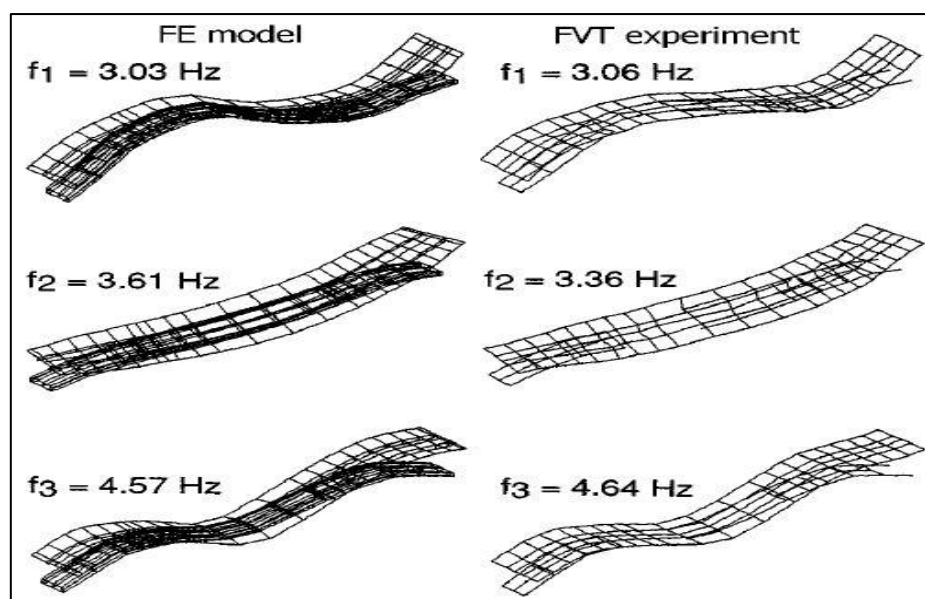 FE model FVT experiment
f1 = 3.03 Hz f1 = 3.06 Hz
f2 = 3.61 Hz f2 = 3.36 Hz
f3 = 4.57 Hz f3 = 4.64 Hz